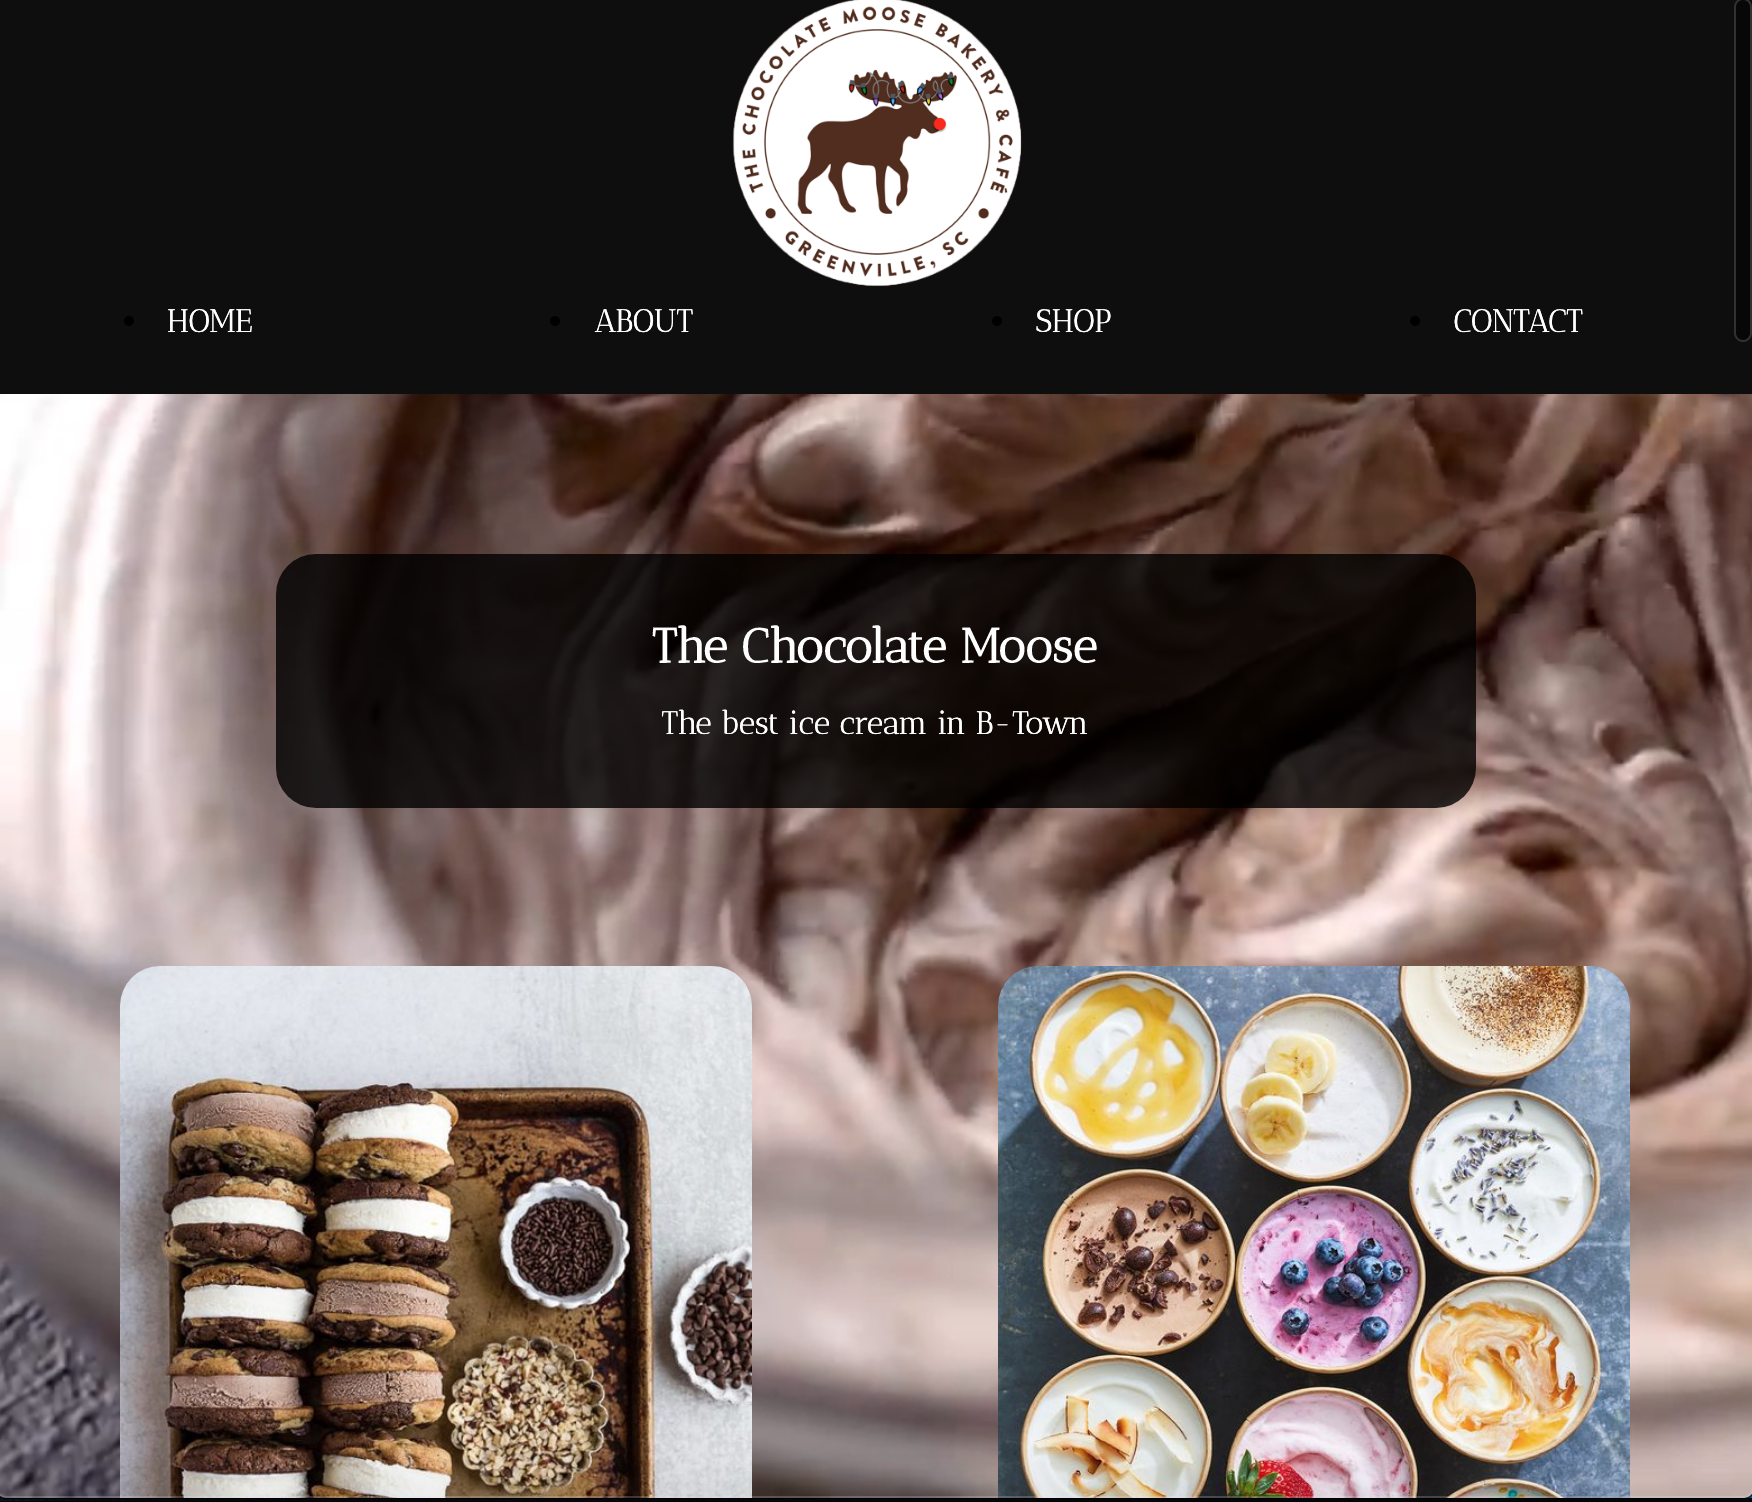 THE CHOCOLATE MOOSE BAKERY & CAFÉ
GREENVILLE, SC
HOME
ABOUT
SHOP
CONTACT
The Chocolate Moose
The best ice cream in B-Town